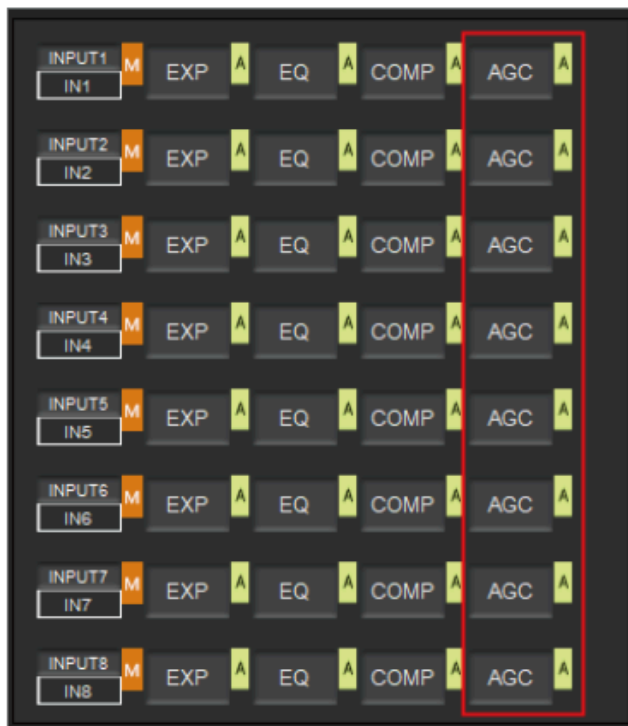 INPUT1 M EXP A EQ A COMP A AGC A
IN1
INPUT2 M EXP A EQ A COMP A AGC A
IN2
INPUT3 M EXP A EQ A COMP A AGC A
IN3
INPUT4 M EXP A EQ A COMP A AGC A
IN4
INPUT5 M EXP A EQ A COMP A AGC A
IN5
INPUT6 M EXP A EQ A COMP A AGC A
IN6
INPUT7 M EXP A EQ A COMP A AGC A
IN7
INPUT8 M EXP A EQ A COMP A AGC A
IN8